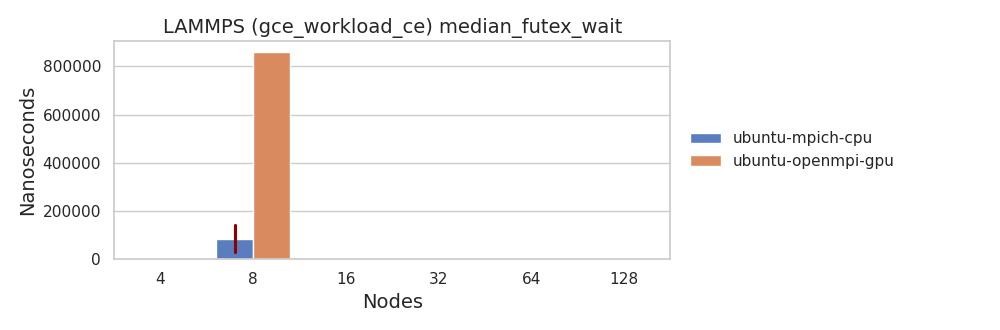 LAMMPS (gce_workload_ce) median_futex_wait
Nanoseconds
800000
600000
400000
200000
0
4 8 16 32 64 128
Nodes
ubuntu-mpich-cpu
ubuntu-openmpi-gpu